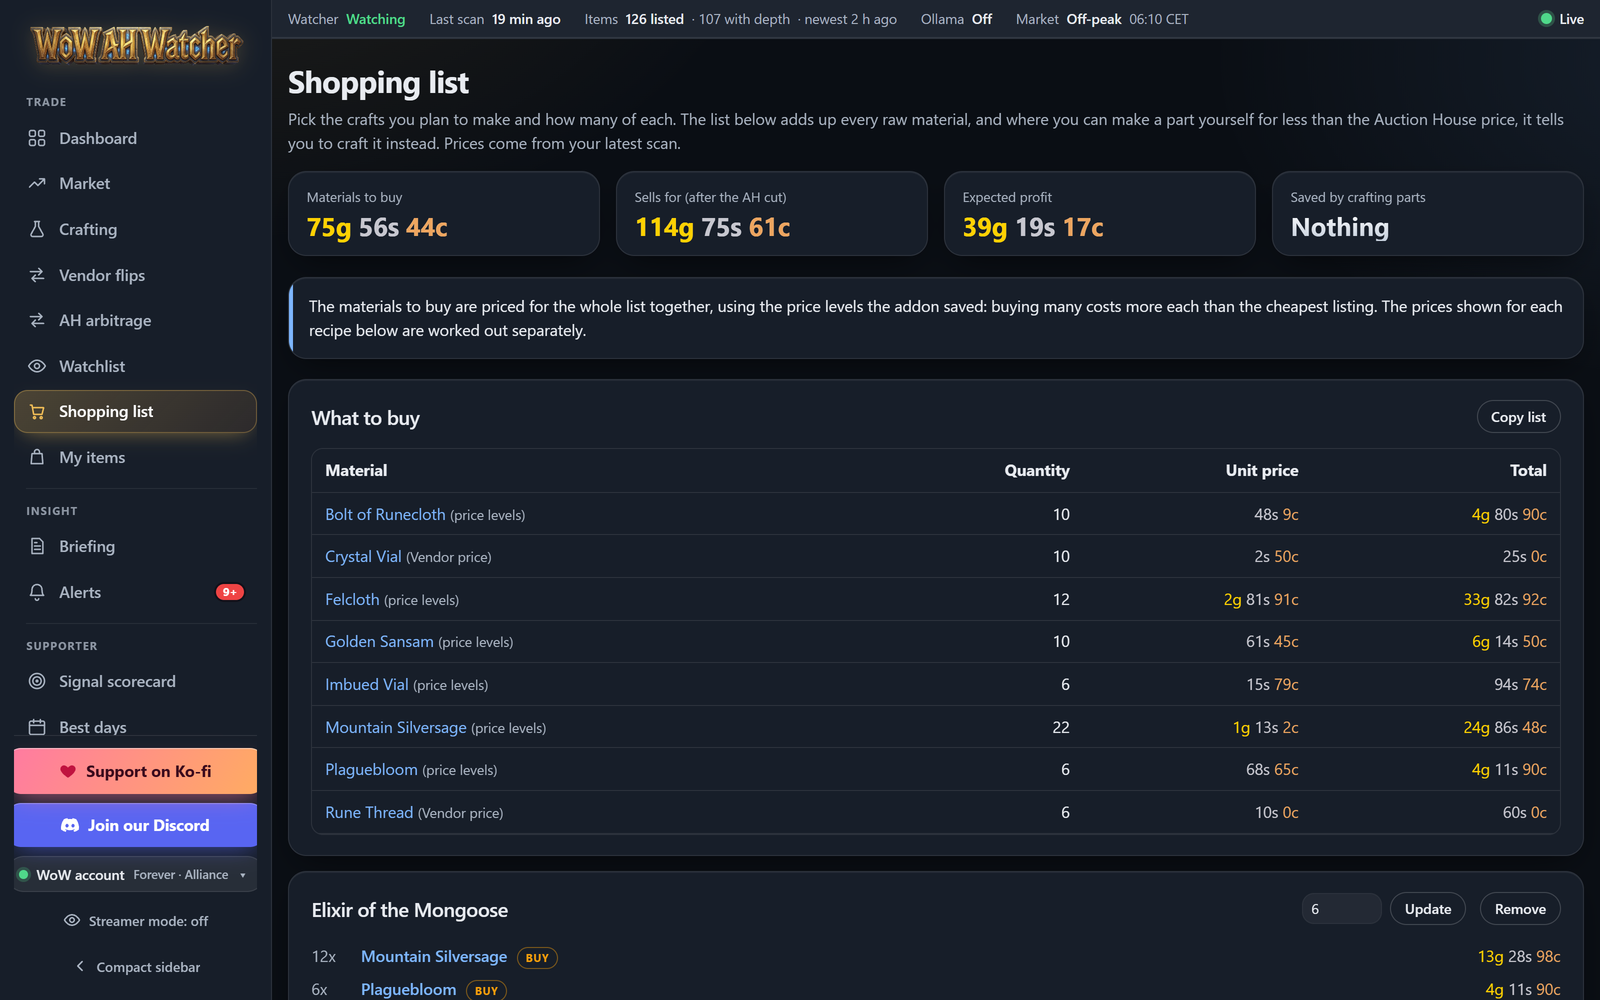 WoW AH Watcher
Watcher Watching Last scan 19 min ago Items 126 listed · 107 with depth · newest 2 h ago Ollama Off Market Off-peak 06:10 CET Live
TRADE
Dashboard
Market
Crafting
Vendor flips
AH arbitrage
Watchlist
Shopping list
My items
INSIGHT
Briefing
Alerts 9+
SUPPORTER
Signal scorecard
Best days
Support on Ko-fi
Join our Discord
WoW account Forever · Alliance
Streamer mode: off
Compact sidebar
Shopping list
Pick the crafts you plan to make and how many of each. The list below adds up every raw material, and where you can make a part yourself for less than the Auction House price, it tells
you to craft it instead. Prices come from your latest scan.
Materials to buy
75g 56s 44c
Sells for (after the AH cut)
114g 75s 61c
Expected profit
39g 19s 17c
Saved by crafting parts
Nothing
The materials to buy are priced for the whole list together, using the price levels the addon saved: buying many costs more each than the cheapest listing. The prices shown for each
recipe below are worked out separately.
What to buy Copy list
Material Quantity Unit price Total
Bolt of Runecloth (price levels) 10 48s 9c 4g 80s 90c
Crystal Vial (Vendor price) 10 2s 50c 25s 0c
Felcloth (price levels) 12 2g 81s 91c 33g 82s 92c
Golden Sansam (price levels) 10 61s 45c 6g 14s 50c
Imbued Vial (price levels) 6 15s 79c 94s 74c
Mountain Silversage (price levels) 22 1g 13s 2c 24g 86s 48c
Plaguebloom (price levels) 6 68s 65c 4g 11s 90c
Rune Thread (Vendor price) 6 10s 0c 60s 0c
Elixir of the Mongoose 6 Update Remove
12x Mountain Silversage BUY 13g 28s 98c
6x Plaguebloom BUY 4g 11s 90c